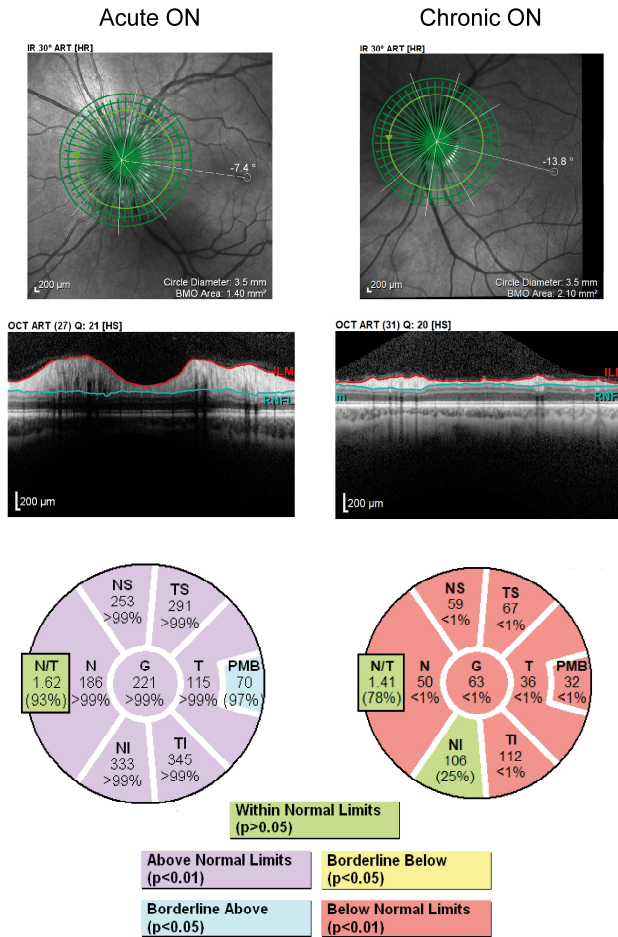 Acute ON
Chronic ON
IR 30° ART [HR]
IR 30° ART [HR]
-7.4 °
-13.8 °
200 µm
Circle Diameter: 3.5 mm
BMO Area: 1.40 mm²
200 µm
Circle Diameter: 3.5 mm
BMO Area: 2.10 mm²
OCT ART (27) Q: 21 [HS]
OCT ART (31) Q: 20 [HS]
ILM
RNFL
200 µm
ILM
m
RNFL
200 µm
NS
253
>99%
TS
291
>99%
N/T
1.62
(93%)
N
186
>99%
G
221
>99%
T
115
>99%
PMB
70
(97%)
NI
333
>99%
TI
345
>99%
NS
59
<1%
TS
67
<1%
N/T
1.41
(78%)
N
50
<1%
G
63
<1%
T
36
<1%
PMB
32
<1%
NI
106
(25%)
TI
112
<1%
Within Normal Limits
(p>0.05)
Above Normal Limits
(p<0.01)
Borderline Below
(p<0.05)
Borderline Above
(p<0.05)
Below Normal Limits
(p<0.01)